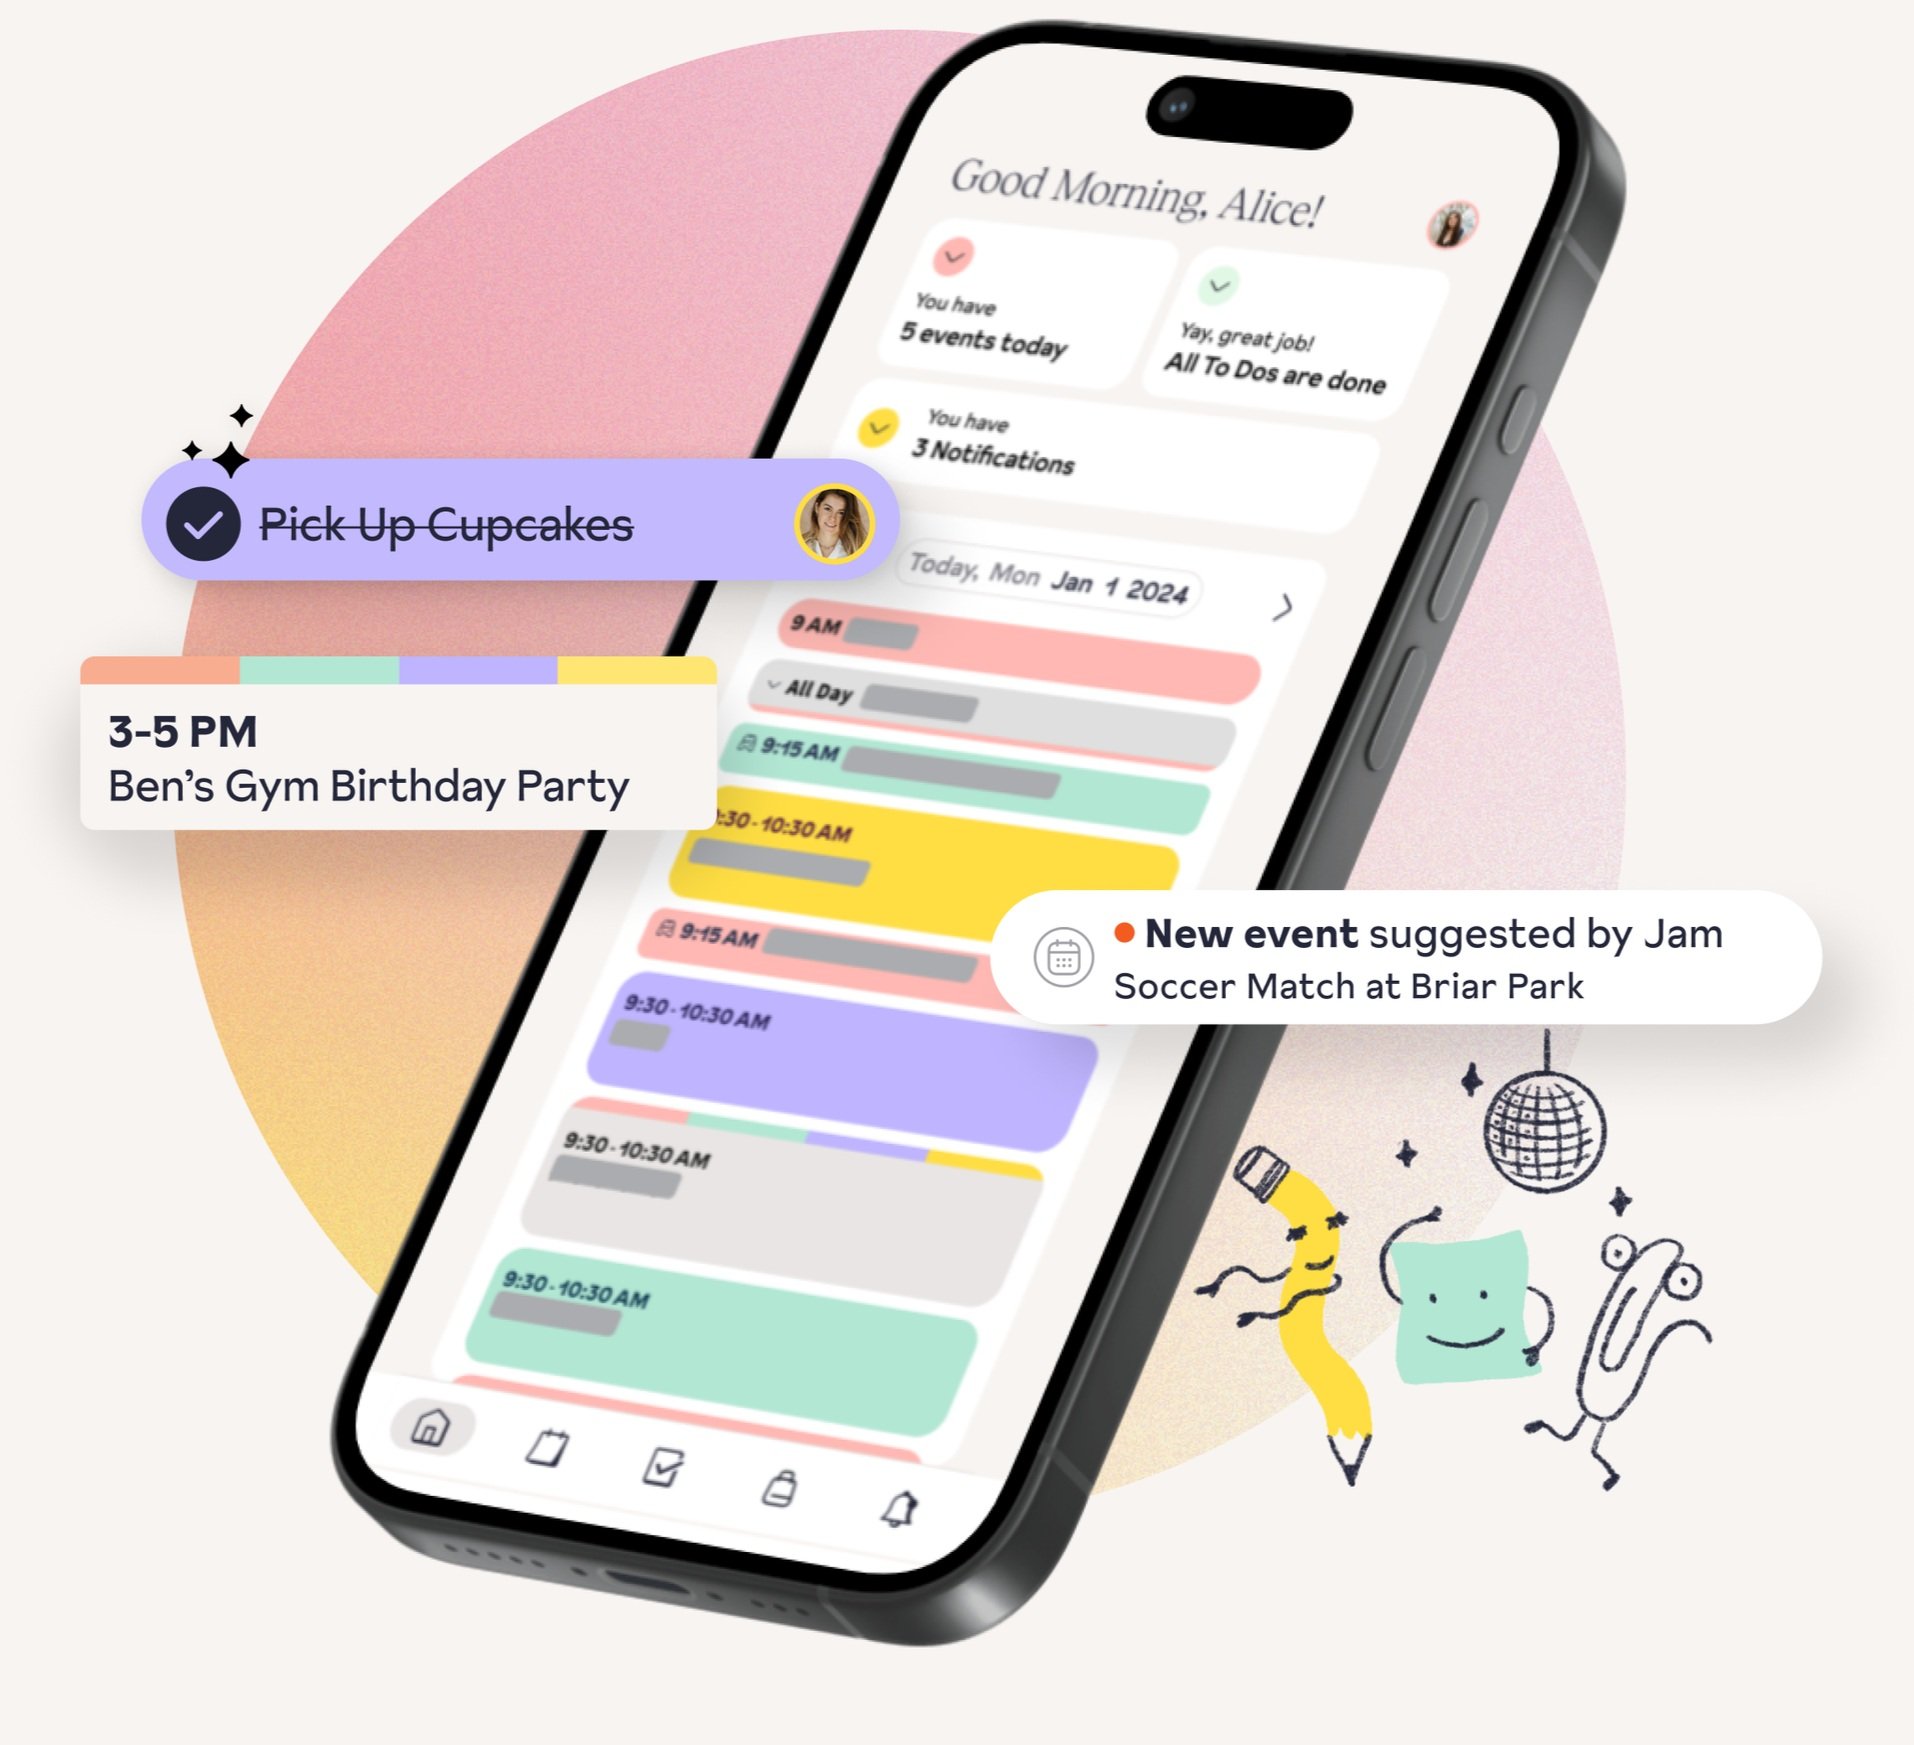 Good Morning, Alice!
You have
5 events today
Yay, great job!
All To Dos are done
You have
3 Notifications
Pick Up Cupcakes
Today, Mon Jan 1 2024
9 AM
All Day
3-5 PM
Ben’s Gym Birthday Party
9:15 AM
:30 - 10:30 AM
9:15 AM
New event suggested by Jam
Soccer Match at Briar Park
9:30 - 10:30 AM
9:30 - 10:30 AM
9:30 - 10:30 AM